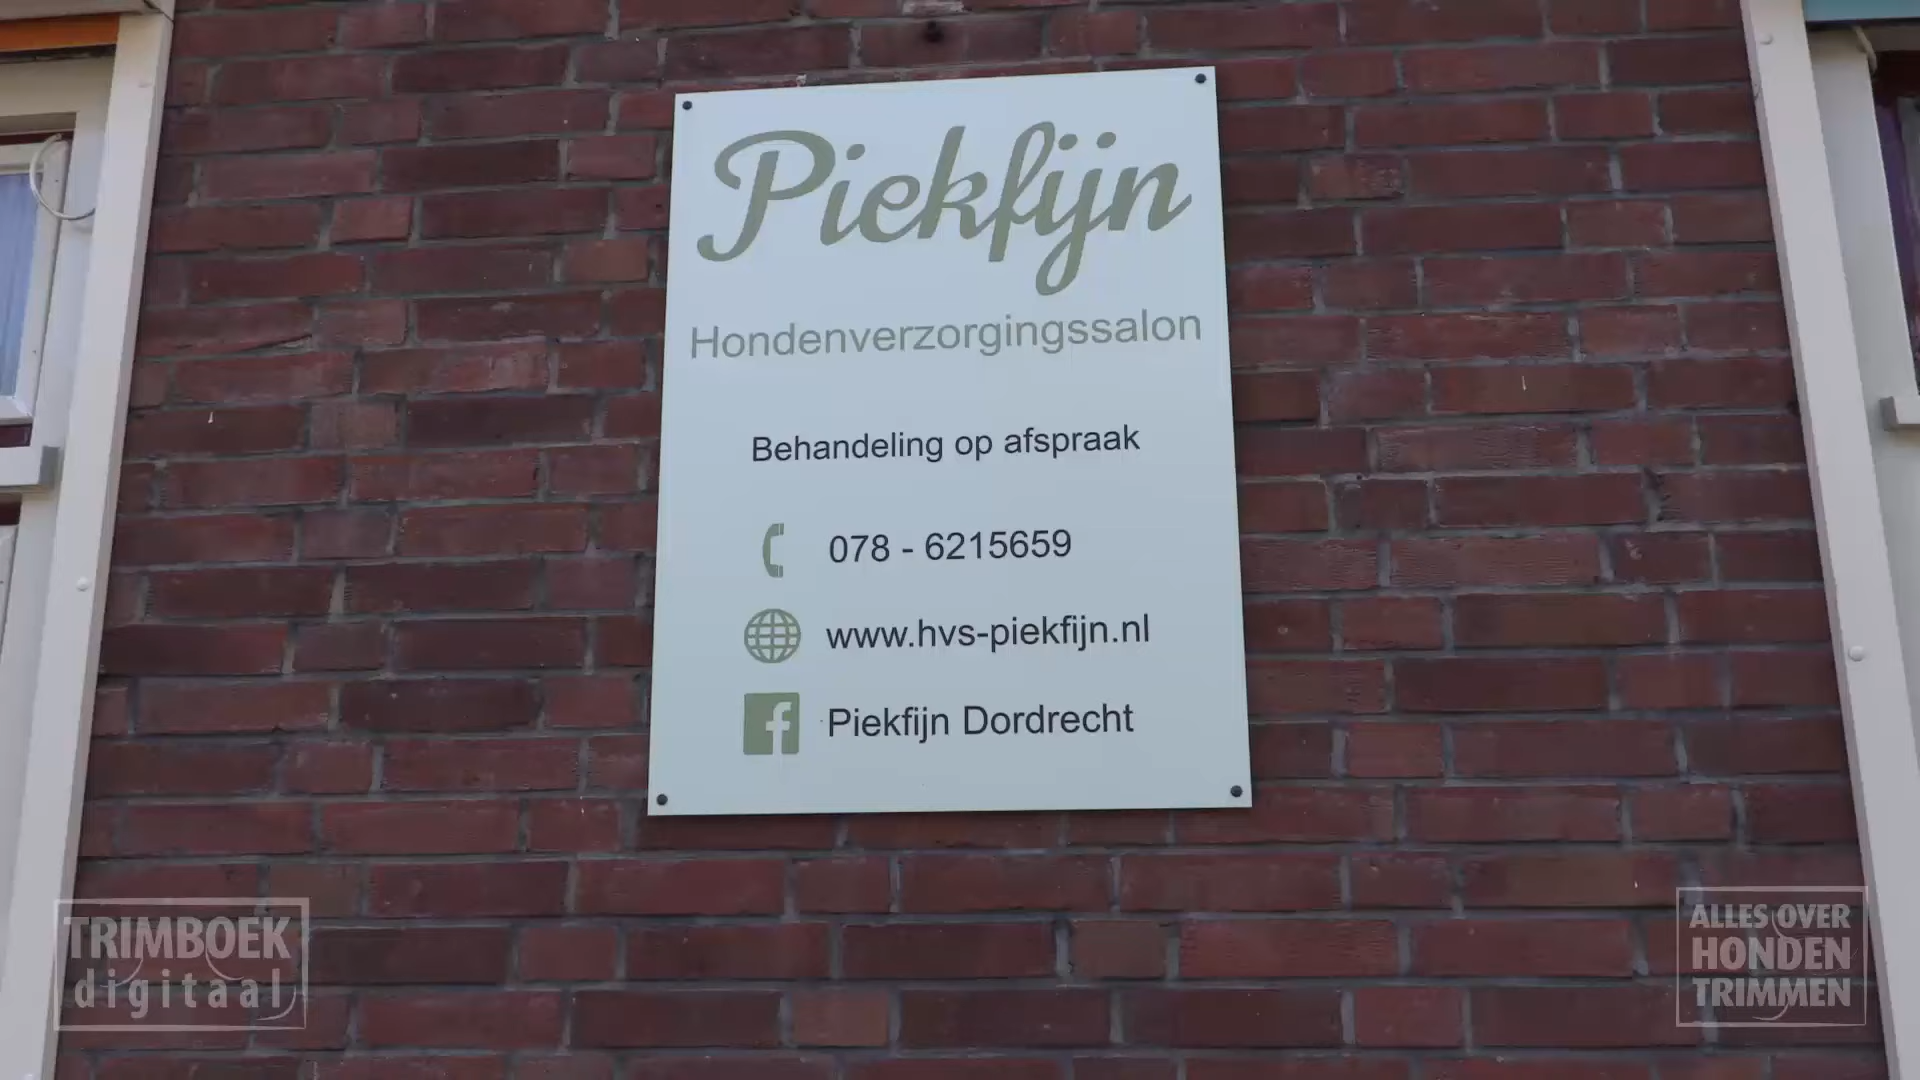 Piekfijn
Hondenverzorgingssalon
Behandeling op afspraak
078 - 6215659
www.hvs-piekfijn.nl
Piekfijn Dordrecht
TRIMBOEK
digitaal
ALLES OVER
HONDEN
TRIMMEN